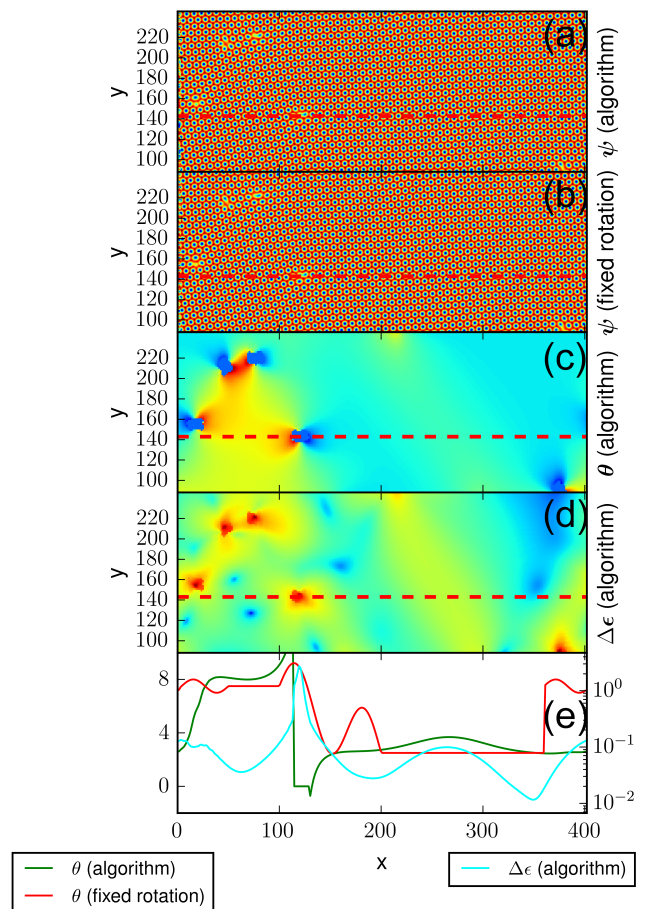 (a)
220
200
180
160
140
120
100
y
ψ (algorithm)
(b)
220
200
180
160
140
120
100
y
ψ (fixed rotation)
(c)
220
200
180
160
140
120
100
y
θ (algorithm)
(d)
220
200
180
160
140
120
100
y
Δϵ (algorithm)
(e)
8
4
0
10⁰
10⁻¹
10⁻²
0 100 200 300 400
x
θ (algorithm)
θ (fixed rotation)
Δϵ (algorithm)